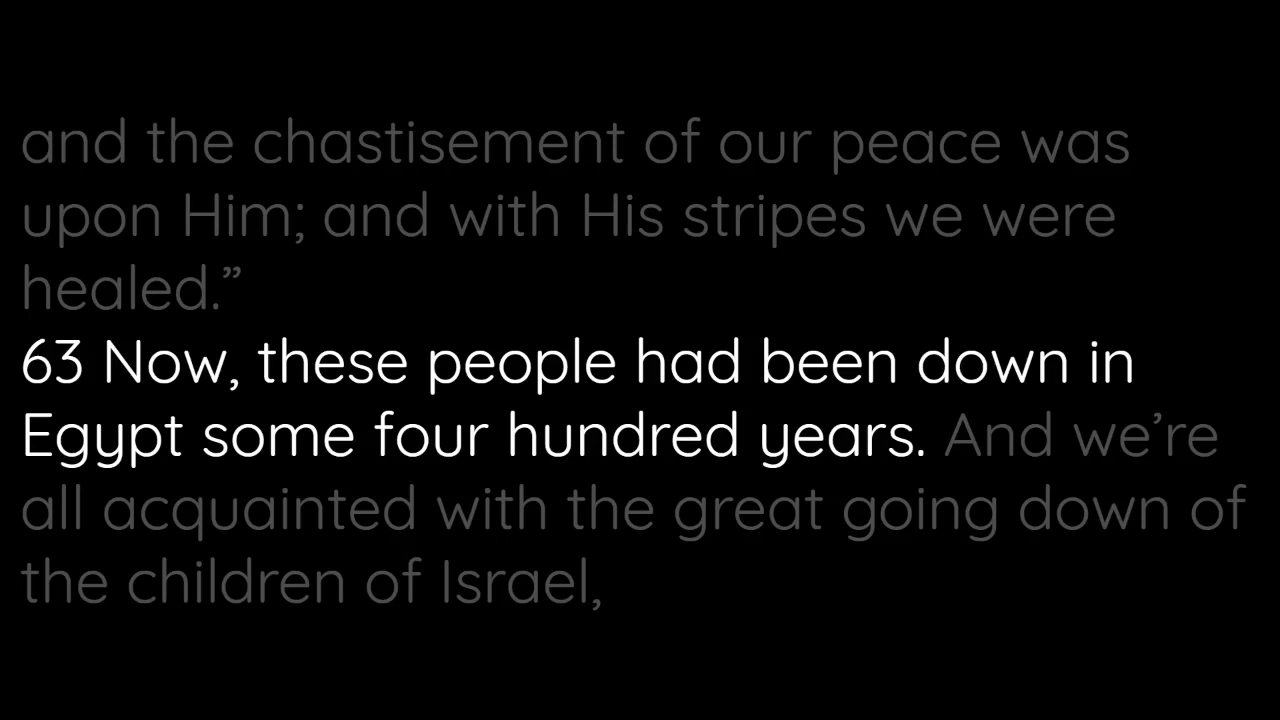 and the chastisement of our peace was
upon Him; and with His stripes we were
healed.”
63 Now, these people had been down in
Egypt some four hundred years. And we’re
all acquainted with the great going down of
the children of Israel,